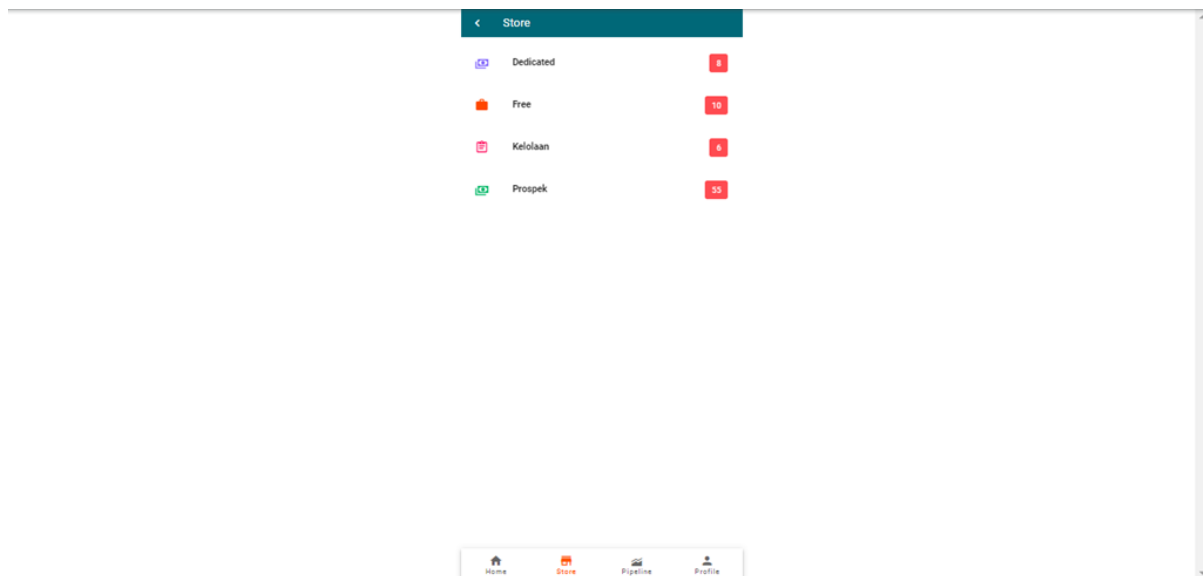 Store
Dedicated 8
Free 10
Kelolaan 6
Prospek 55
Home Store Pipeline Profile